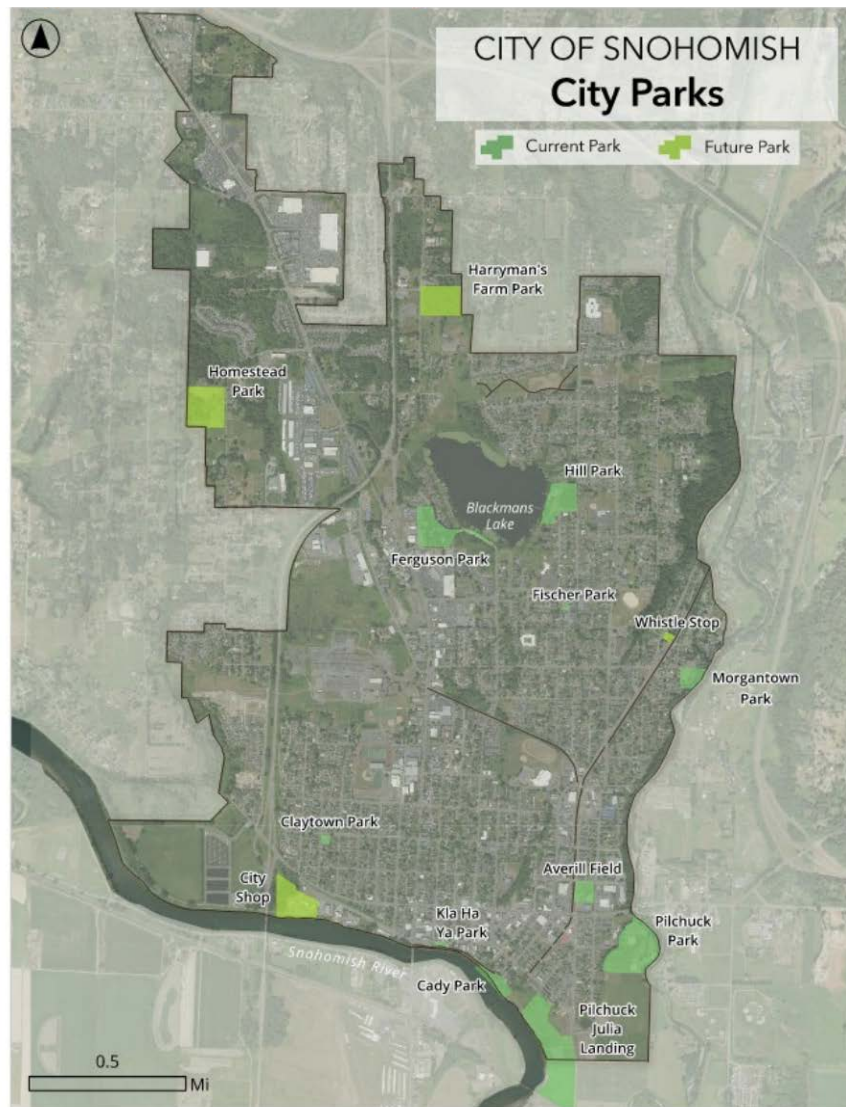 CITY OF SNOHOMISH
City Parks
Current Park
Future Park
Harryman's
Farm Park
Homestead
Park
Hill Park
Blackmans
Lake
Ferguson Park
Fischer Park
Whistle Stop
Morgantown
Park
Claytown Park
City
Shop
Averill Field
Kla Ha
Ya Park
Pilchuck
Park
Snohomish River
Cady Park
Pilchuck
Julia
Landing
0.5
Mi